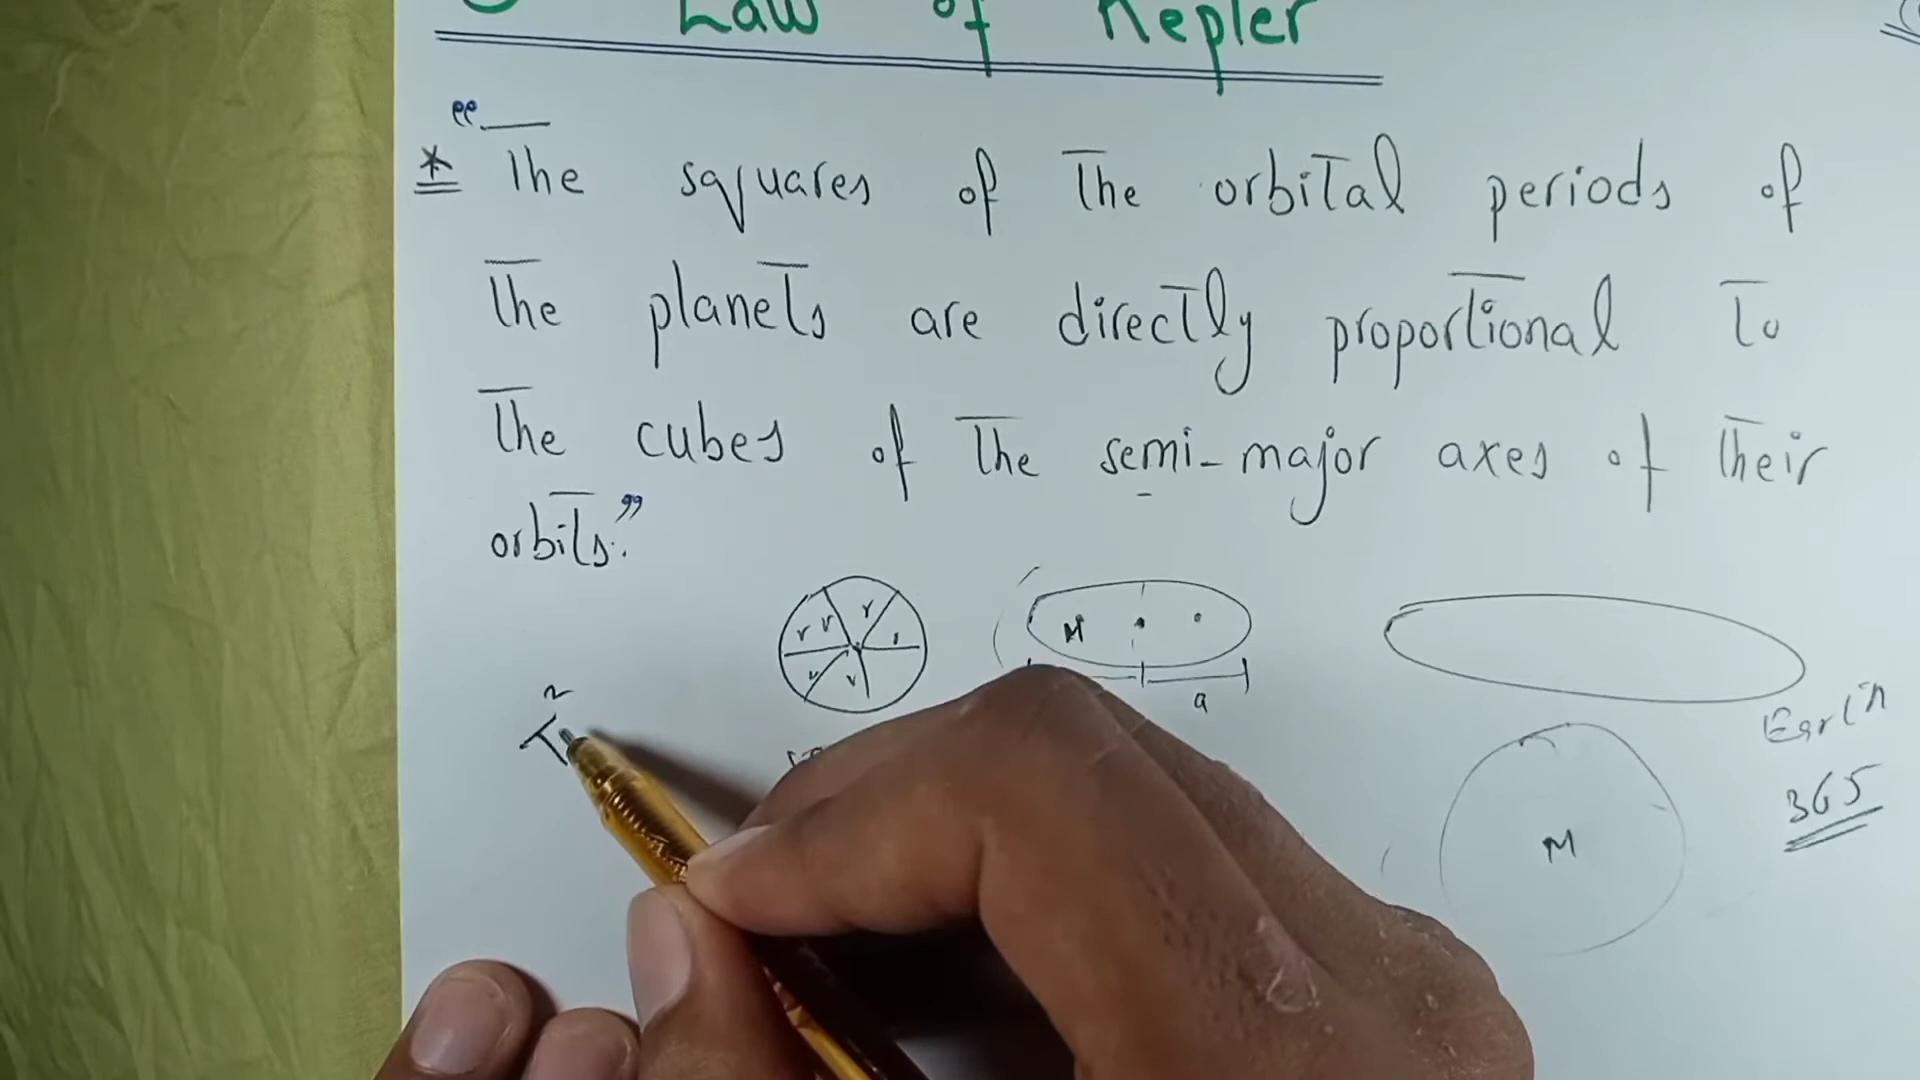 Law of Kepler
* “The squares of the orbital periods of
the planets are directly proportional to
the cubes of the semi-major axes of their
orbits.”
r r r r r r
M
a
T²
Earth
365
M